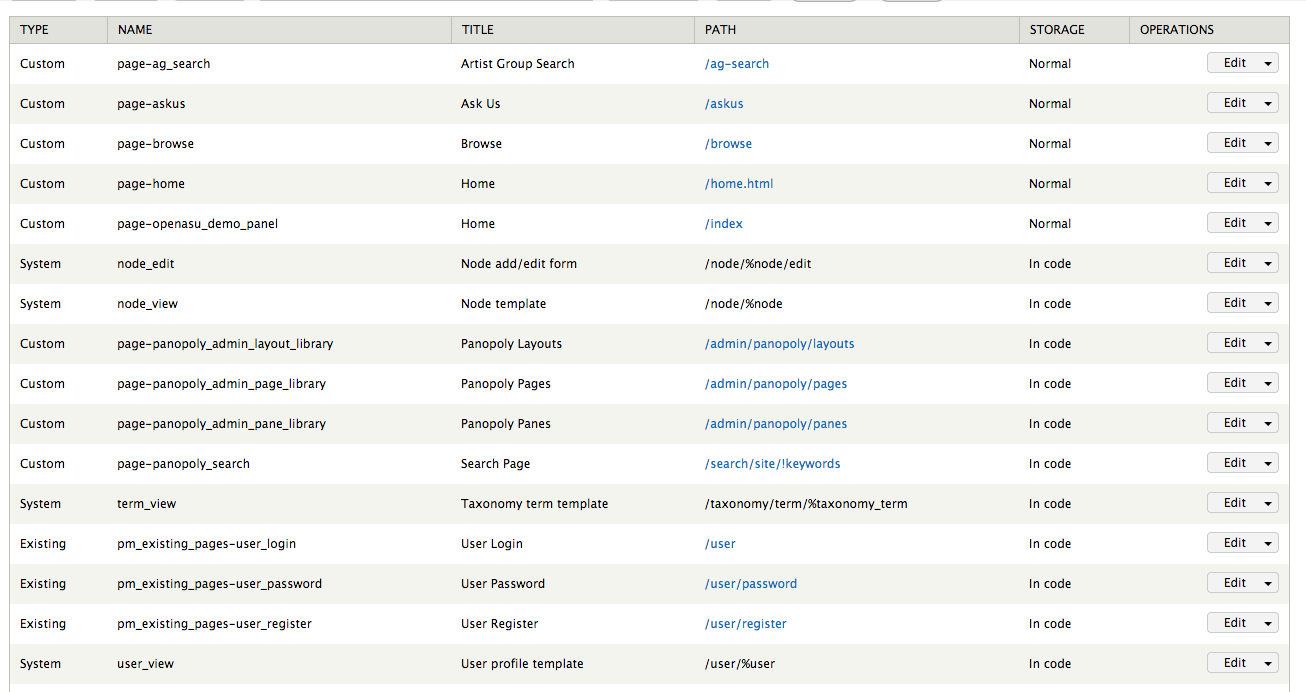 TYPE NAME TITLE PATH STORAGE OPERATIONS
Custom page-ag_search Artist Group Search /ag-search Normal Edit
Custom page-askus Ask Us /askus Normal Edit
Custom page-browse Browse /browse Normal Edit
Custom page-home Home /home.html Normal Edit
Custom page-openasu_demo_panel Home /index Normal Edit
System node_edit Node add/edit form /node/%node/edit In code Edit
System node_view Node template /node/%node In code Edit
Custom page-panopoly_admin_layout_library Panopoly Layouts /admin/panopoly/layouts In code Edit
Custom page-panopoly_admin_page_library Panopoly Pages /admin/panopoly/pages In code Edit
Custom page-panopoly_admin_pane_library Panopoly Panes /admin/panopoly/panes In code Edit
Custom page-panopoly_search Search Page /search/site/!keywords In code Edit
System term_view Taxonomy term template /taxonomy/term/%taxonomy_term In code Edit
Existing pm_existing_pages-user_login User Login /user In code Edit
Existing pm_existing_pages-user_password User Password /user/password In code Edit
Existing pm_existing_pages-user_register User Register /user/register In code Edit
System user_view User profile template /user/%user In code Edit